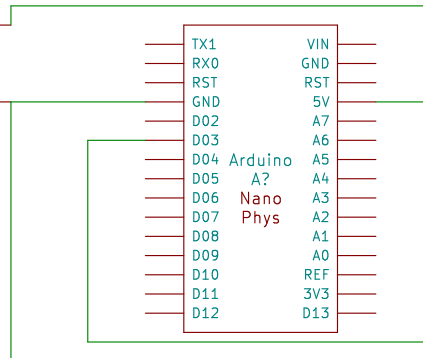 TX1 VIN
RX0 GND
RST RST
GND 5V
D02 A7
D03 A6
D04 Arduino A5
D05 A? A4
D06 Nano A3
D07 Phys A2
D08 A1
D09 A0
D10 REF
D11 3V3
D12 D13